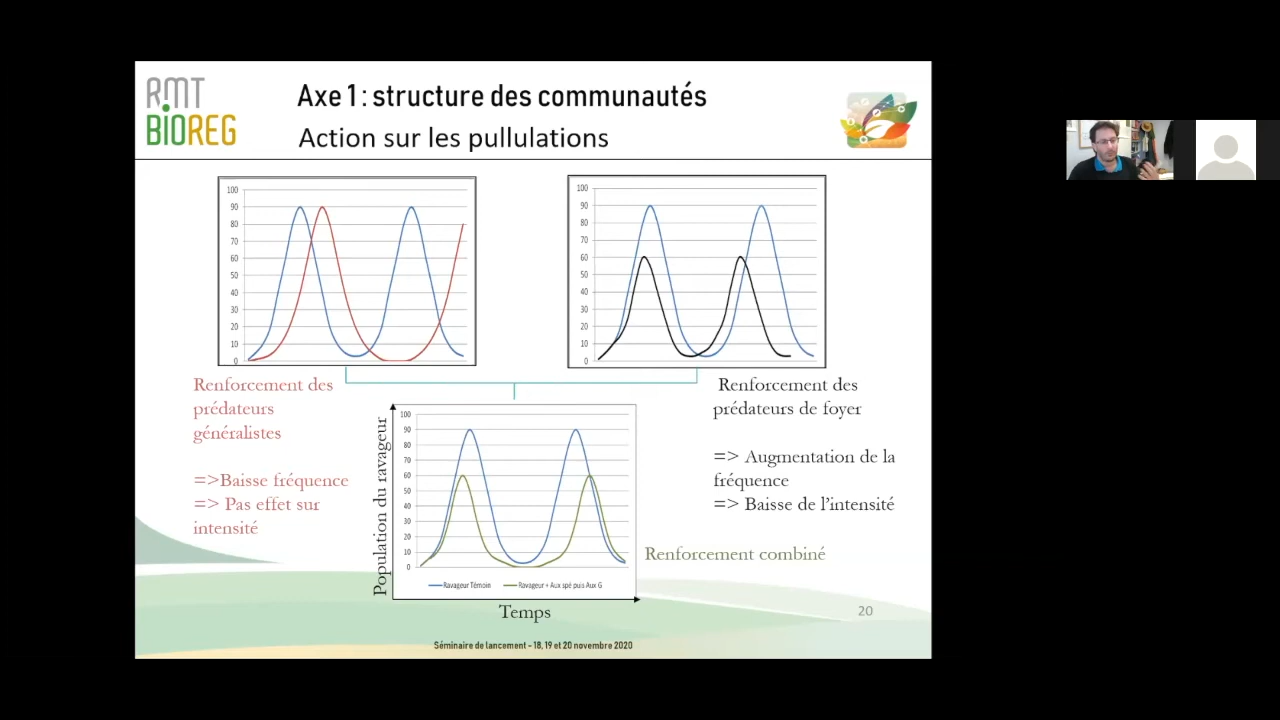 RMT
BIOREG
Axe 1 : structure des communautés
Action sur les pullulations
100
90
80
70
60
50
40
30
20
10
0
100
90
80
70
60
50
40
30
20
10
0
Renforcement des
prédateurs
généralistes
=>Baisse fréquence
=> Pas effet sur
intensité
Renforcement des
prédateurs de foyer
=> Augmentation de la
fréquence
=> Baisse de l'intensité
Population du ravageur
100
90
80
70
60
50
40
30
20
10
0
Ravageur Témoin
Ravageur + Aux spé puis Aux G
Temps
Renforcement combiné
20
Séminaire de lancement - 18, 19 et 20 novembre 2020